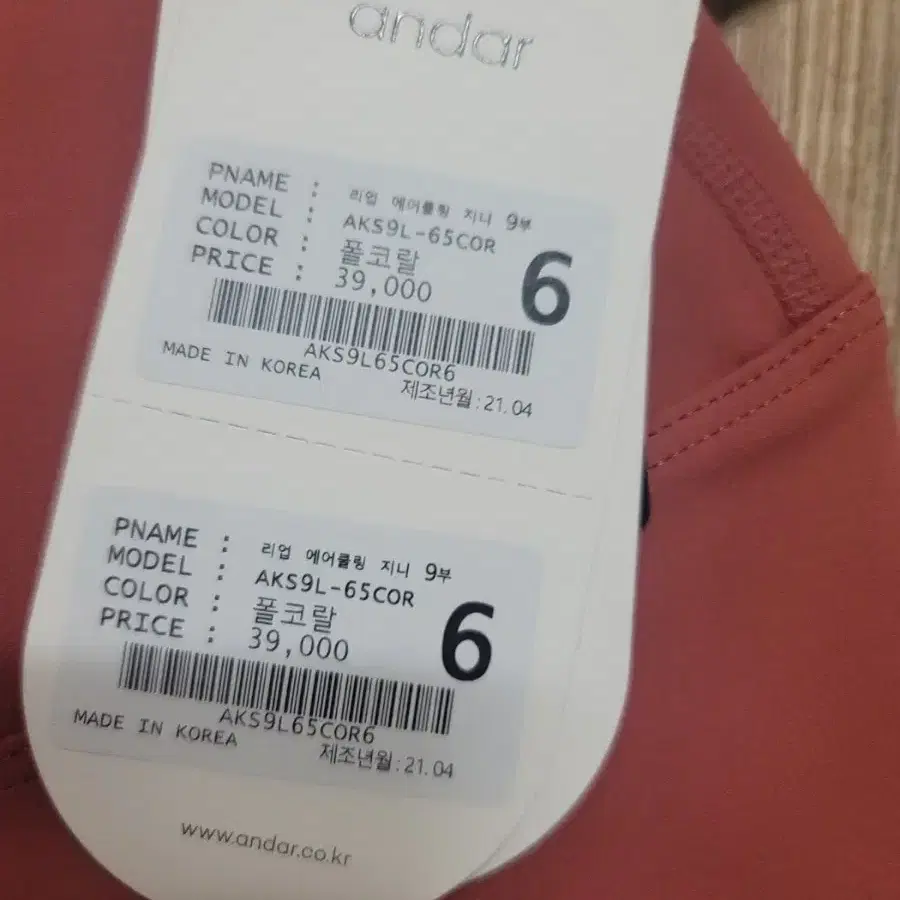 andar
PNAME : 리업 에어쿨링 지니 9부
MODEL : AKS9L-65COR
COLOR : 폴코랄
PRICE : 39,000
6
AKS9L65COR6
MADE IN KOREA
제조년월:21.04
PNAME : 리업 에어쿨링 지니 9부
MODEL : AKS9L-65COR
COLOR : 폴코랄
PRICE : 39,000
6
AKS9L65COR6
MADE IN KOREA
제조년월:21.04
www.andar.co.kr